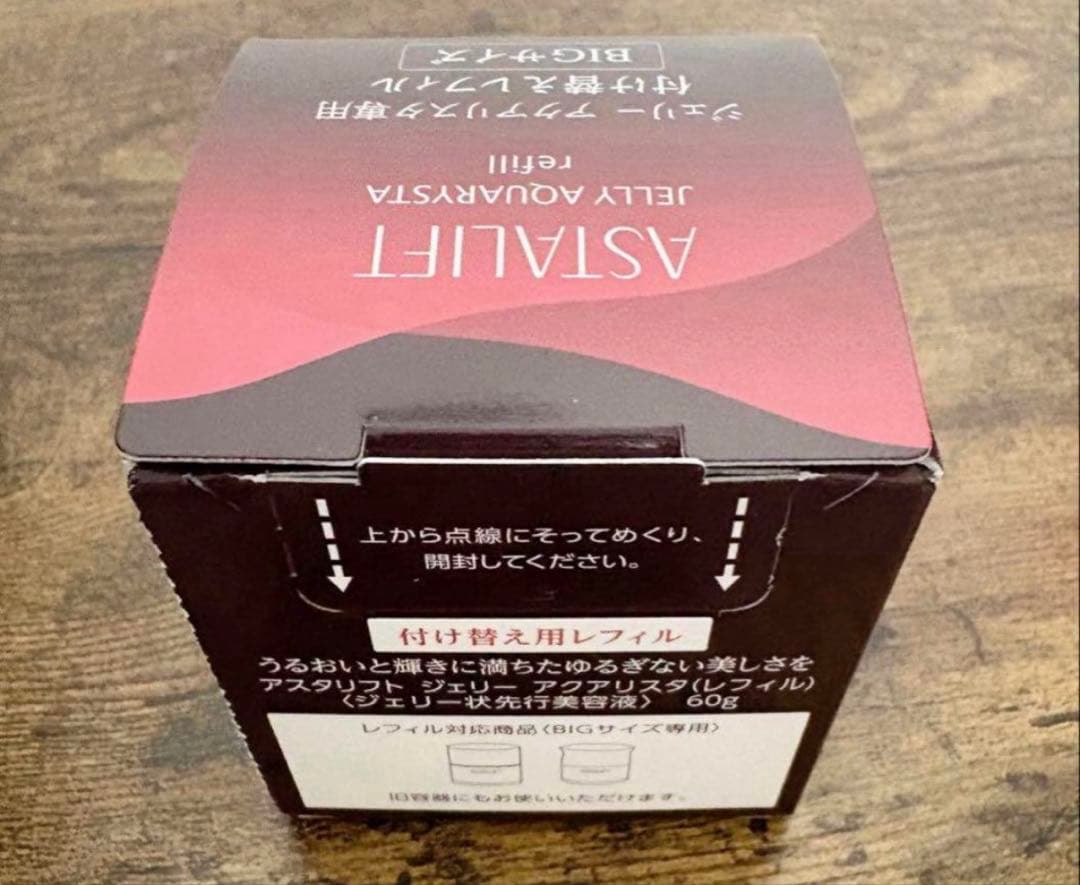 ASTALIFT
JELLY AQUARYSTA
refill
ジェリー アクアリスタ専用
付け替えレフィル
BIGサイズ
上から点線にそってめくり、
開封してください。
付け替え用レフィル
うるおいと輝きに満ちたゆるぎない美しさを
アスタリフト ジェリー アクアリスタ(レフィル)
〈ジェリー状先行美容液〉 60g
レフィル対応商品〈BIGサイズ専用〉
旧容器にもお使いいただけます。